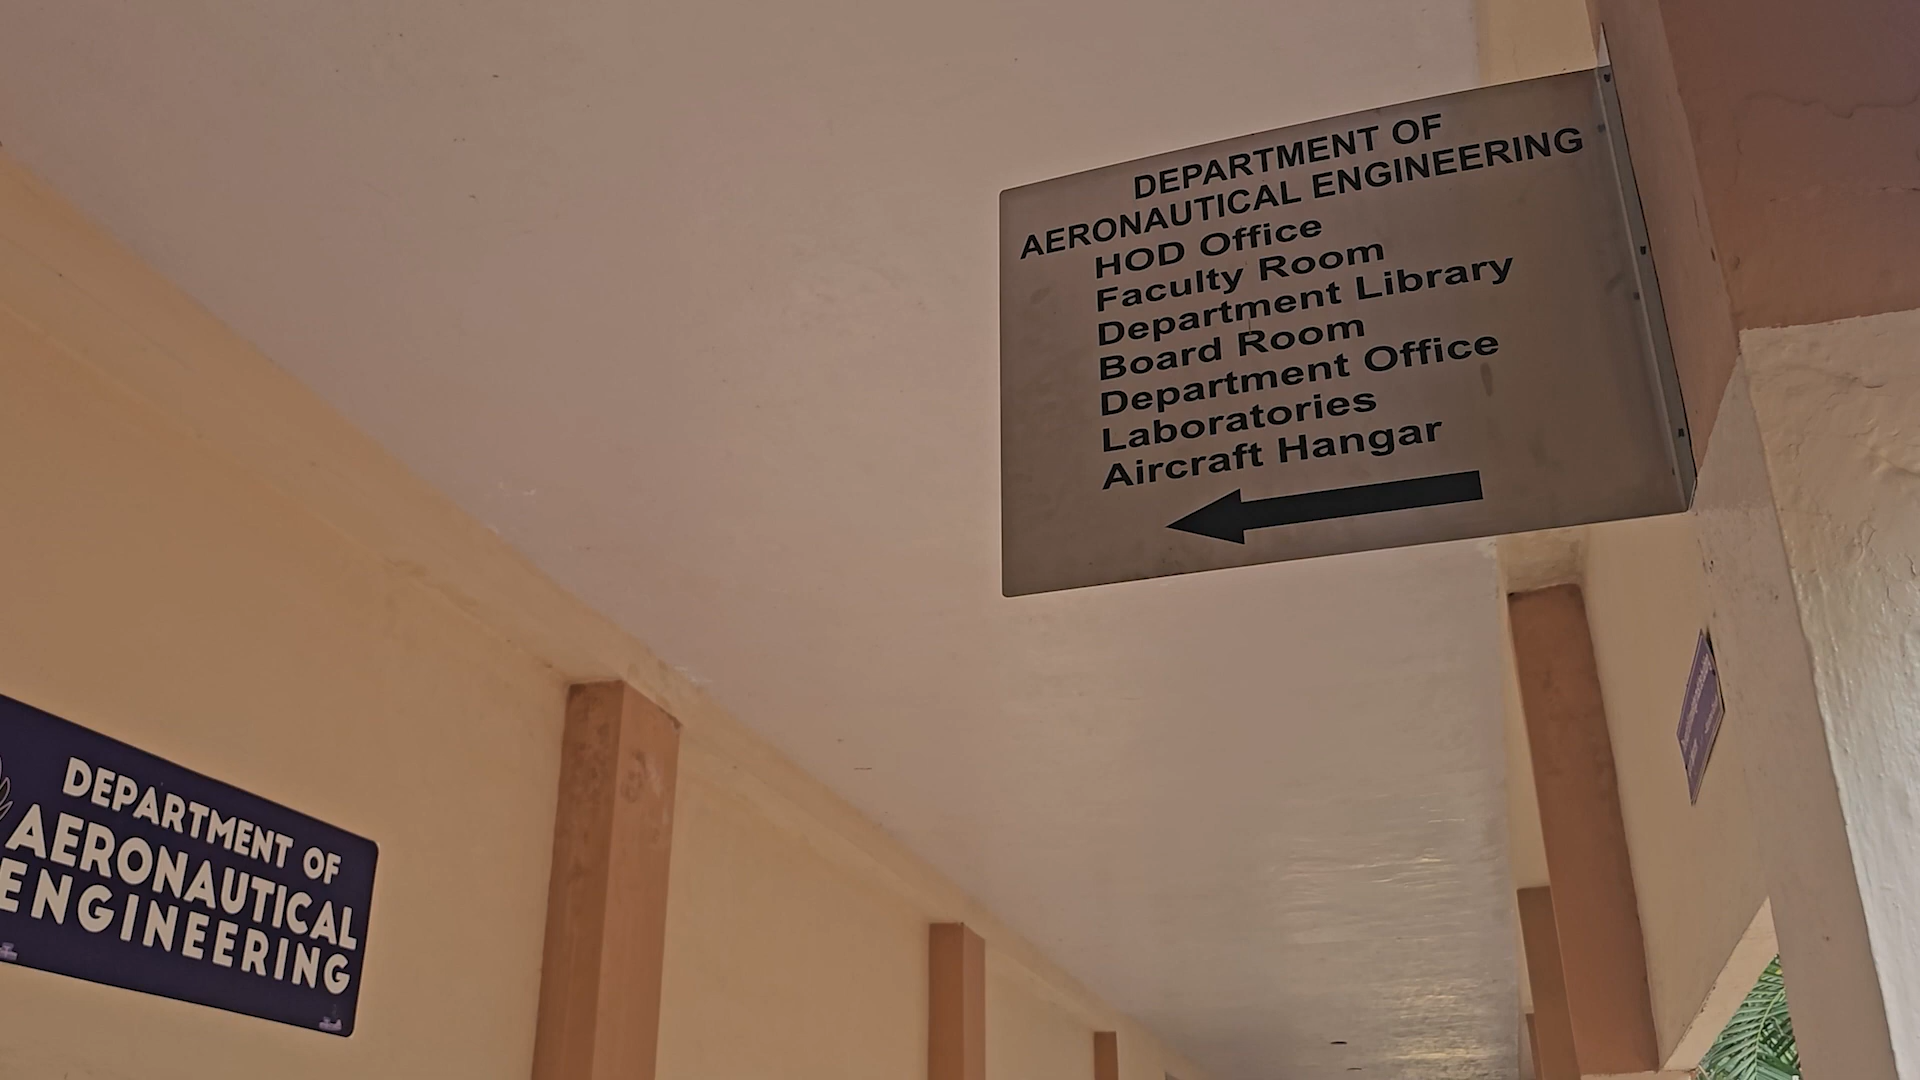 DEPARTMENT OF
AERONAUTICAL ENGINEERING
HOD Office
Faculty Room
Department Library
Board Room
Department Office
Laboratories
Aircraft Hangar
DEPARTMENT OF
AERONAUTICAL
ENGINEERING